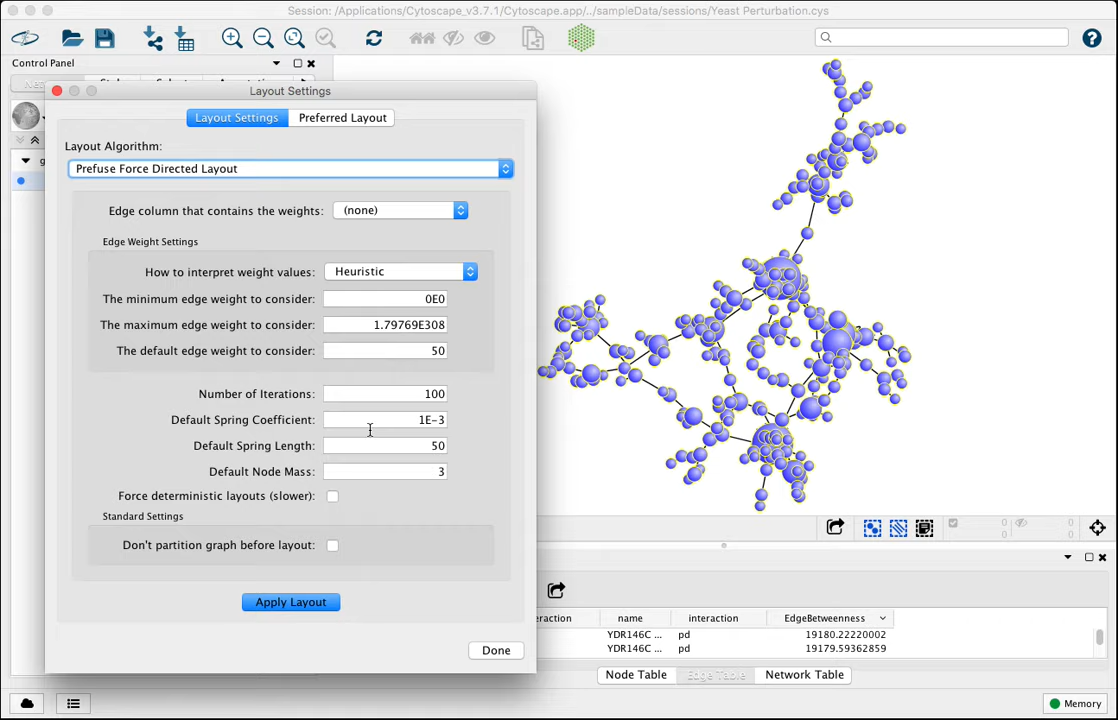 Session: /Applications/Cytoscape_v3.7.1/Cytoscape.app/../sampleData/sessions/Yeast Perturbation.cys
Control Panel
Layout Settings
Layout Settings
Preferred Layout
Layout Algorithm:
Prefuse Force Directed Layout
Edge column that contains the weights: (none)
Edge Weight Settings
How to interpret weight values: Heuristic
The minimum edge weight to consider: 0E0
The maximum edge weight to consider: 1.79769E308
The default edge weight to consider: 50
Number of Iterations: 100
Default Spring Coefficient: 1E-3
Default Spring Length: 50
Default Node Mass: 3
Force deterministic layouts (slower):
Standard Settings
Don't partition graph before layout:
Apply Layout
Done
0 0
0 0
name interaction EdgeBetweenness
YDR146C ... pd 19180.22220002
YDR146C ... pd 19179.59362859
Node Table Edge Table Network Table
Memory